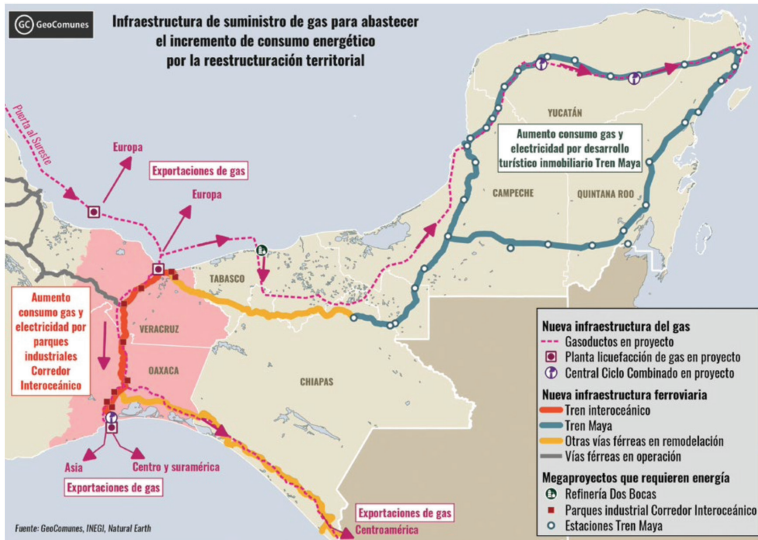 GC GeoComunes
Infraestructura de suministro de gas para abastecer
el incremento de consumo energético
por la reestructuración territorial
Puerta al Sureste
Europa
Exportaciones de gas
Europa
YUCATÁN
Aumento consumo gas y
electricidad por desarrollo
turístico inmobiliario Tren Maya
CAMPECHE
QUINTANA ROO
TABASCO
Aumento
consumo gas y
electricidad por
parques
industriales
Corredor
Interoceánico
VERACRUZ
OAXACA
CHIAPAS
Asia
Centro y suramérica
Exportaciones de gas
Exportaciones de gas
Centroamérica
Nueva infraestructura del gas
Gasoductos en proyecto
Planta licuefacción de gas en proyecto
Central Ciclo Combinado en proyecto
Nueva infraestructura ferroviaria
Tren interoceánico
Tren Maya
Otras vías férreas en remodelación
Vías férreas en operación
Megaproyectos que requieren energía
Refinería Dos Bocas
Parques industrial Corredor Interoceánico
Estaciones Tren Maya
Fuente: GeoComunes, INEGI, Natural Earth